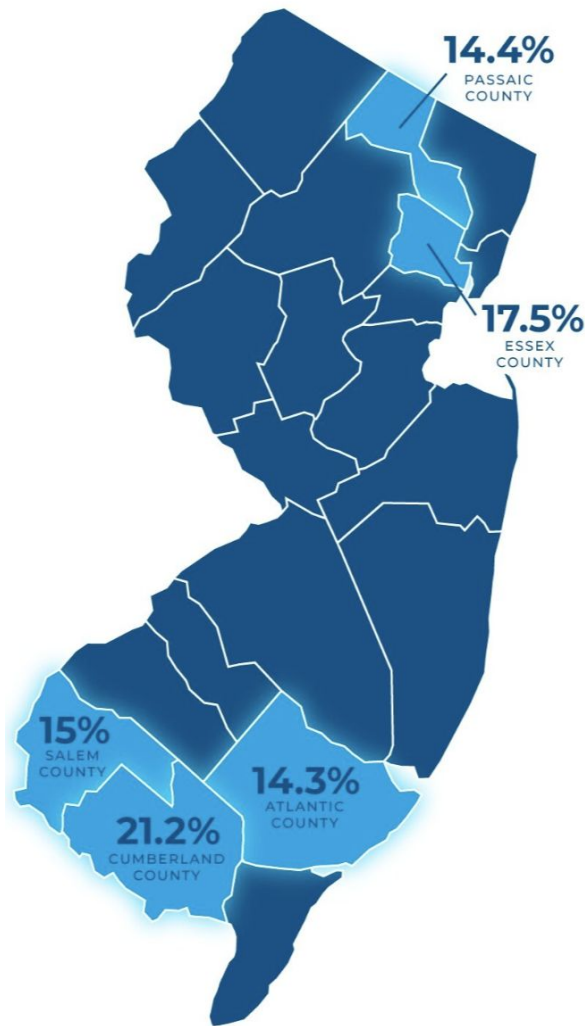 14.4%
PASSAIC
COUNTY
17.5%
ESSEX
COUNTY
15%
SALEM
COUNTY
14.3%
ATLANTIC
COUNTY
21.2%
CUMBERLAND
COUNTY